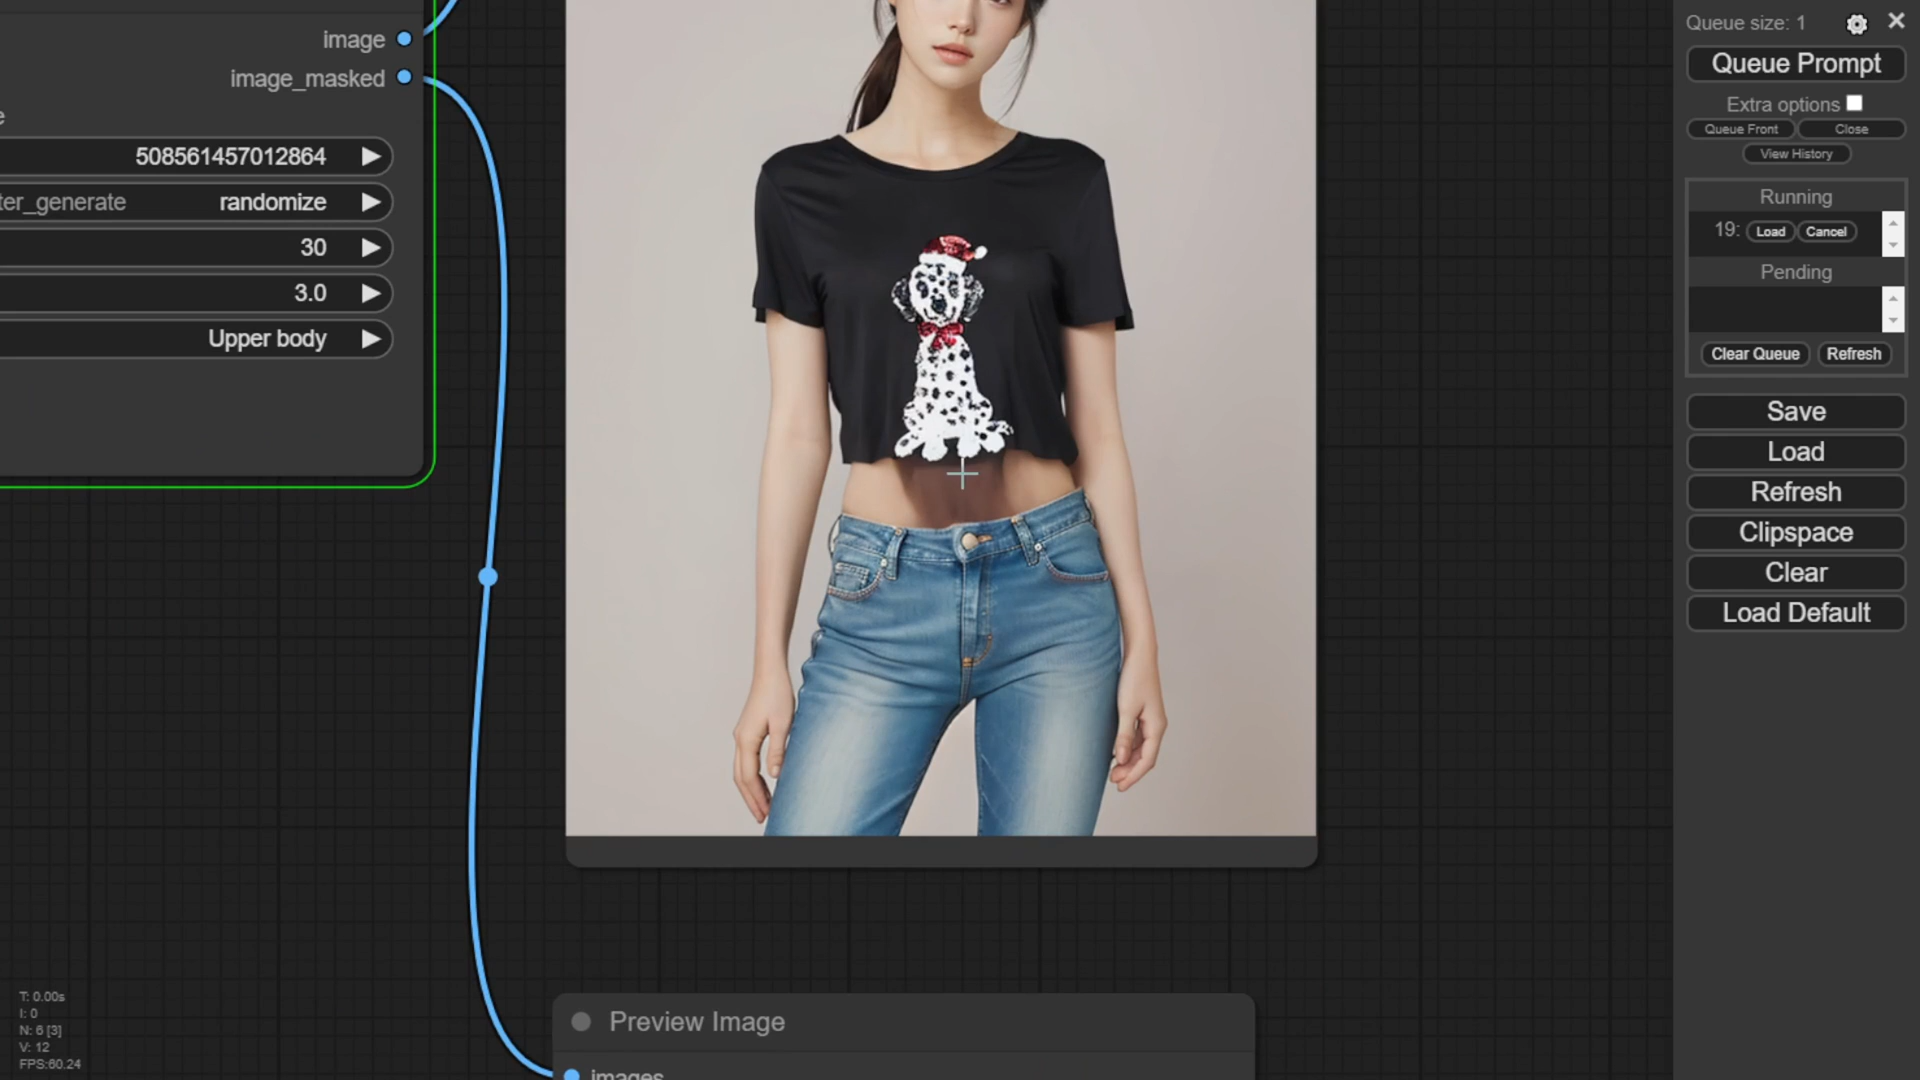 image
image_masked
508561457012864
ter_generate randomize
30
3.0
Upper body
Queue size: 1
Queue Prompt
Extra options
Queue Front Close
View History
Running
19: Load Cancel
Pending
Clear Queue Refresh
Save
Load
Refresh
Clipspace
Clear
Load Default
T: 0.00s
I: 0
N: 6 [3]
V: 12
FPS:60.24
Preview Image
images